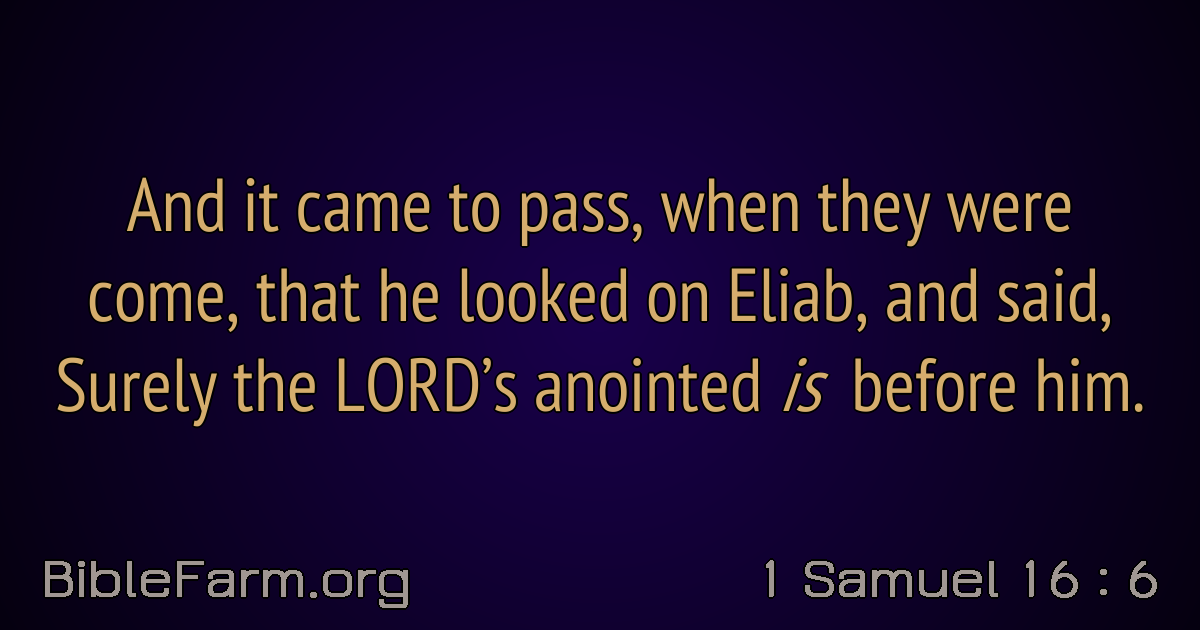 And it came to pass, when they were
come, that he looked on Eliab, and said,
Surely the LORD’s anointed is before him.
BibleFarm.org
1 Samuel 16 : 6